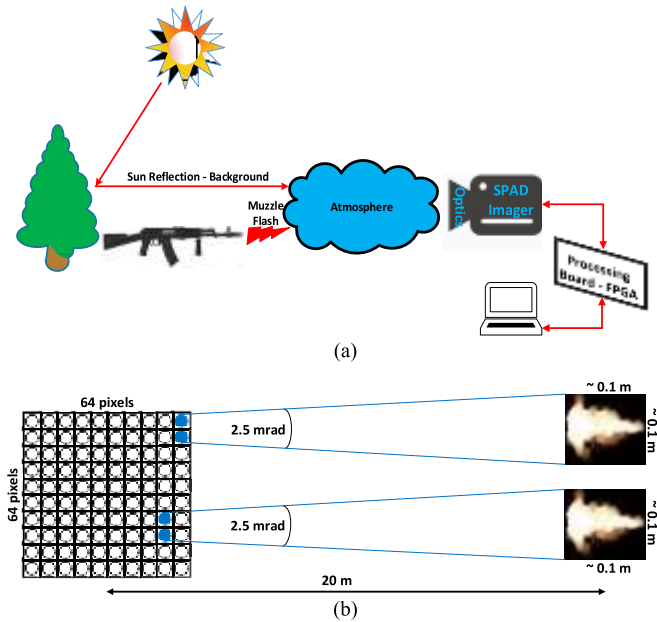 Sun Reflection - Background
Muzzle
Flash
Atmosphere
Optics
SPAD
Imager
Processing
Board - FPGA
(a)
64 pixels
64 pixels
2.5 mrad
~ 0.1 m
~ 0.1 m
2.5 mrad
~ 0.1 m
~ 0.1 m
20 m
(b)